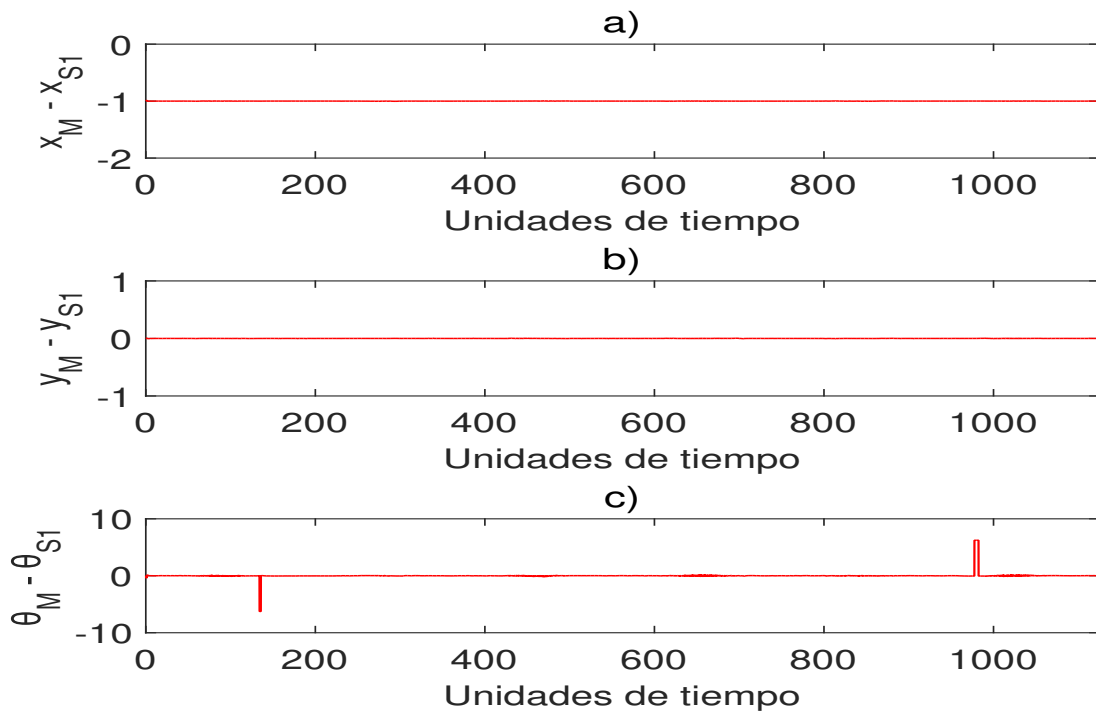 a)
0
-1
-2
x_M - x_S1
0 200 400 600 800 1000
Unidades de tiempo
b)
1
0
-1
y_M - y_S1
0 200 400 600 800 1000
Unidades de tiempo
c)
10
0
-10
θ_M - θ_S1
0 200 400 600 800 1000
Unidades de tiempo